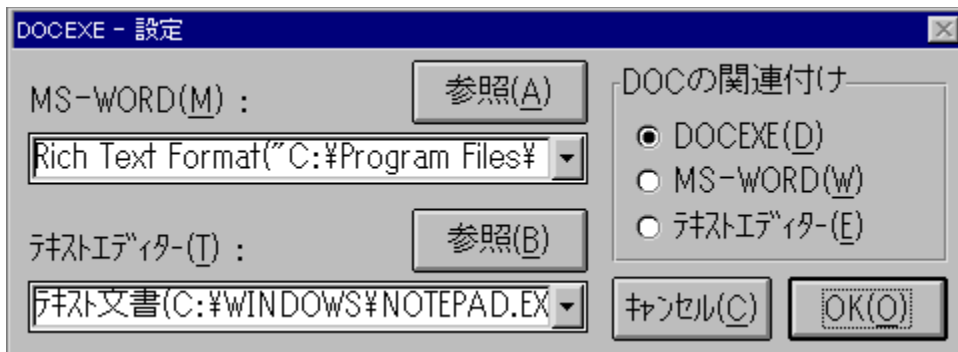 DOCEXE - 設定
MS-WORD(M) :
参照(A)
Rich Text Format("C:¥Program Files¥
ﾃｷｽﾄｴﾃﾞｨﾀｰ(T) :
参照(B)
ﾃｷｽﾄ文書(C:¥WINDOWS¥NOTEPAD.EX
DOCの関連付け
DOCEXE(D)
MS-WORD(W)
ﾃｷｽﾄｴﾃﾞｨﾀｰ(E)
ｷｬﾝｾﾙ(C)
OK(O)